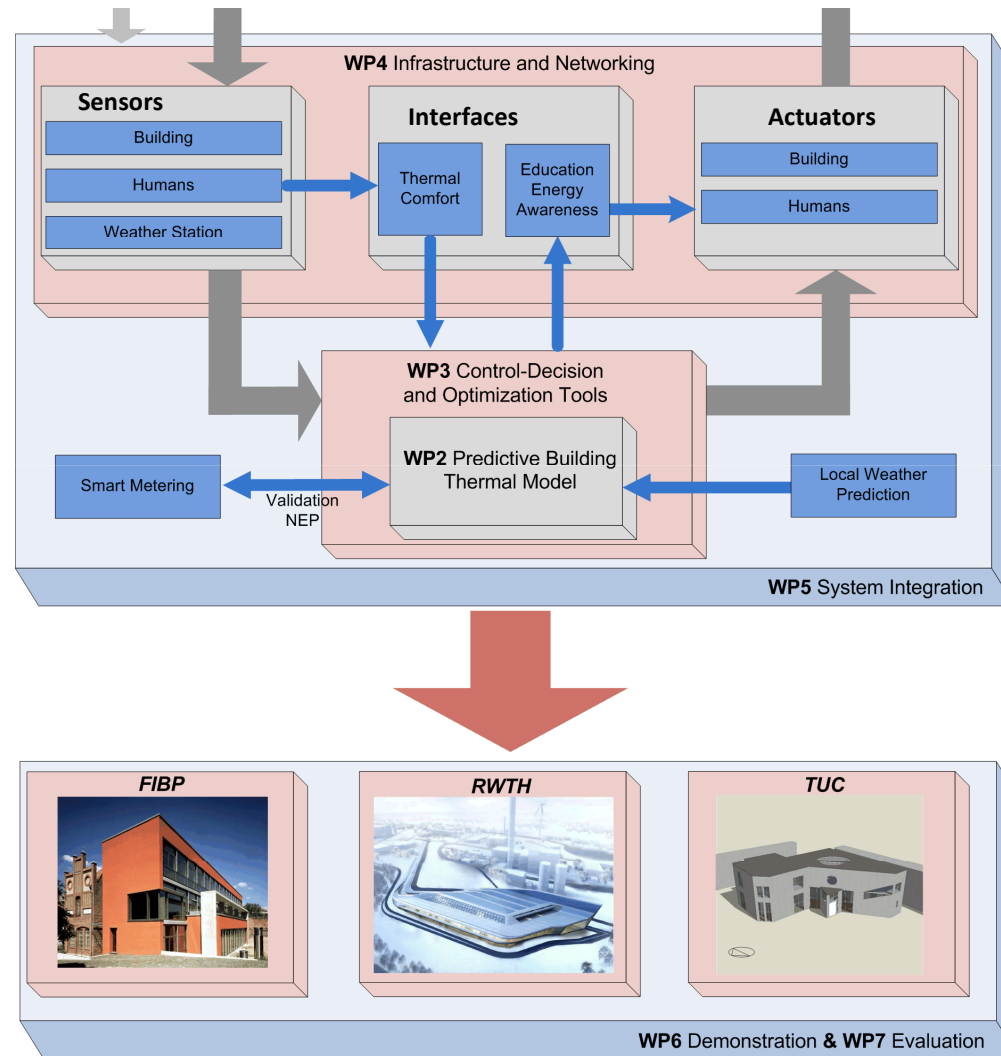 WP4 Infrastructure and Networking
Sensors
Building
Humans
Weather Station
Interfaces
Thermal
Comfort
Education
Energy
Awareness
Actuators
Building
Humans
WP3 Control-Decision
and Optimization Tools
WP2 Predictive Building
Thermal Model
Smart Metering
Validation
NEP
Local Weather
Prediction
WP5 System Integration
FIBP
RWTH
TUC
WP6 Demonstration & WP7 Evaluation